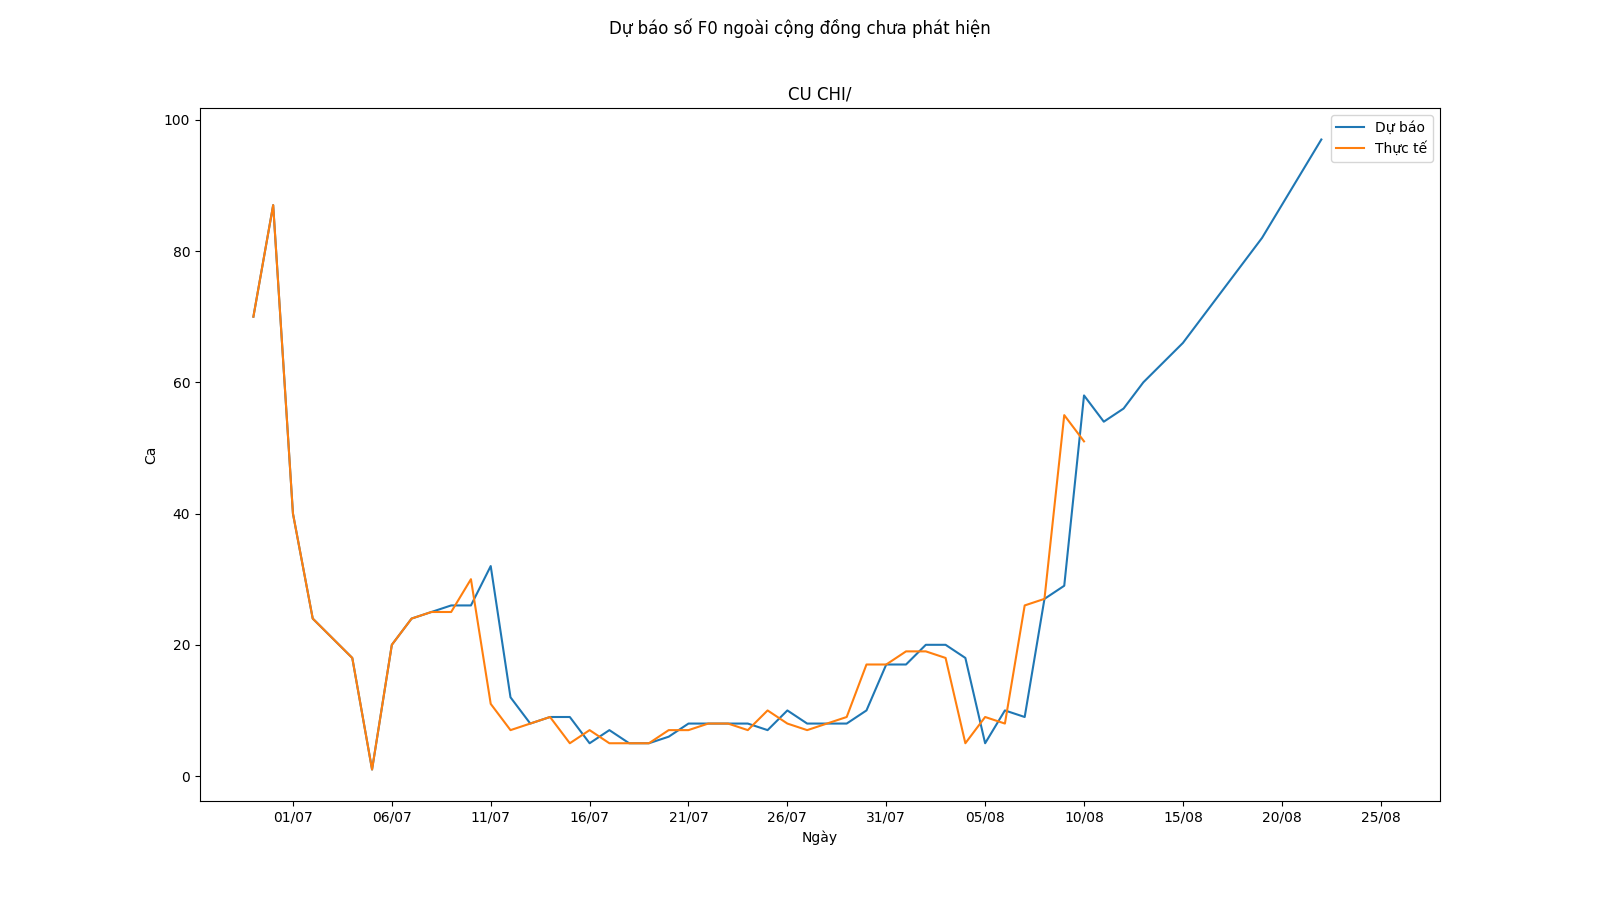 Dự báo số F0 ngoài cộng đồng chưa phát hiện
CU CHI/
Dự báo
Thực tế
100
80
60
40
20
0
Ca
01/07 06/07 11/07 16/07 21/07 26/07 31/07 05/08 10/08 15/08 20/08 25/08
Ngày